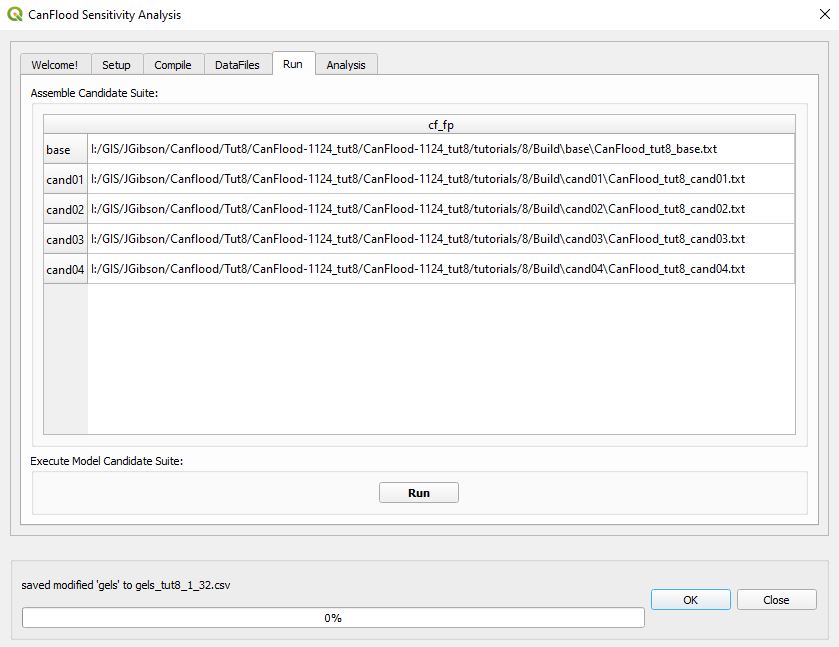 CanFlood Sensitivity Analysis
Welcome! Setup Compile DataFiles Run Analysis
Assemble Candidate Suite:
cf_fp
base I:/GIS/JGibson/Canflood/Tut8/CanFlood-1124_tut8/CanFlood-1124_tut8/tutorials/8/Build\base\CanFlood_tut8_base.txt
cand01 I:/GIS/JGibson/Canflood/Tut8/CanFlood-1124_tut8/CanFlood-1124_tut8/tutorials/8/Build\cand01\CanFlood_tut8_cand01.txt
cand02 I:/GIS/JGibson/Canflood/Tut8/CanFlood-1124_tut8/CanFlood-1124_tut8/tutorials/8/Build\cand02\CanFlood_tut8_cand02.txt
cand03 I:/GIS/JGibson/Canflood/Tut8/CanFlood-1124_tut8/CanFlood-1124_tut8/tutorials/8/Build\cand03\CanFlood_tut8_cand03.txt
cand04 I:/GIS/JGibson/Canflood/Tut8/CanFlood-1124_tut8/CanFlood-1124_tut8/tutorials/8/Build\cand04\CanFlood_tut8_cand04.txt
Execute Model Candidate Suite:
Run
saved modified 'gels' to gels_tut8_1_32.csv
OK Close
0%